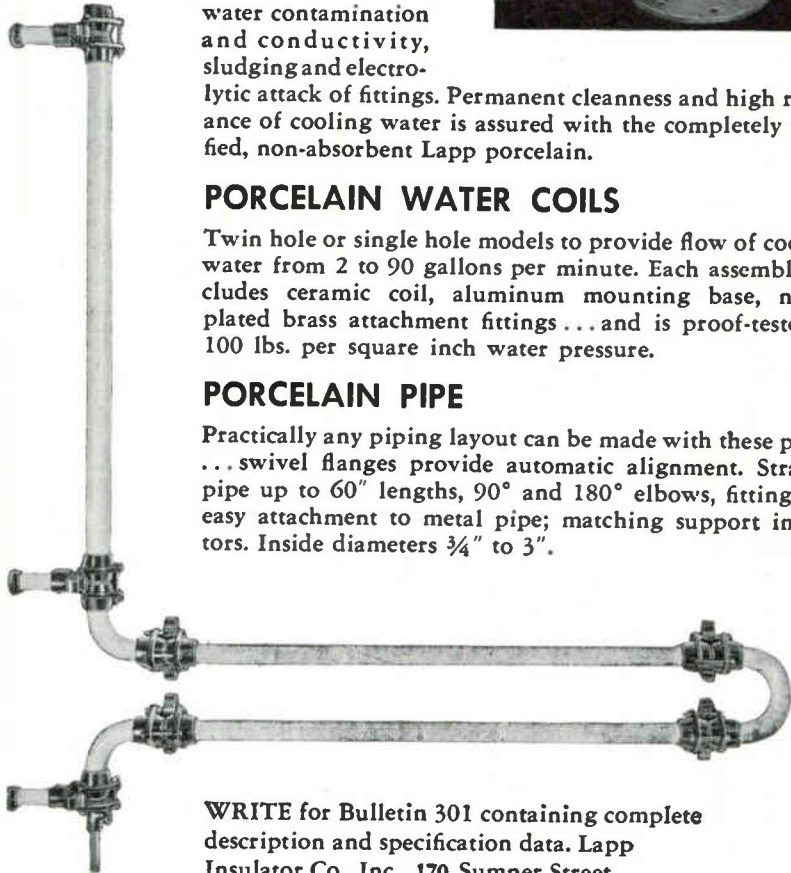 water contamination
and conductivity,
sludging and electro-
lytic attack of fittings. Permanent cleanness and high r
ance of cooling water is assured with the completely
fied, non-absorbent Lapp porcelain.
PORCELAIN WATER COILS
Twin hole or single hole models to provide flow of coo
water from 2 to 90 gallons per minute. Each assembl
cludes ceramic coil, aluminum mounting base, n
plated brass attachment fittings ... and is proof-teste
100 lbs. per square inch water pressure.
PORCELAIN PIPE
Practically any piping layout can be made with these p
... swivel flanges provide automatic alignment. Stra
pipe up to 60" lengths, 90° and 180° elbows, fitting
easy attachment to metal pipe; matching support in
tors. Inside diameters ¾" to 3".
WRITE for Bulletin 301 containing complete
description and specification data. Lapp
Insulator Co., Inc., 170 Sumner Street